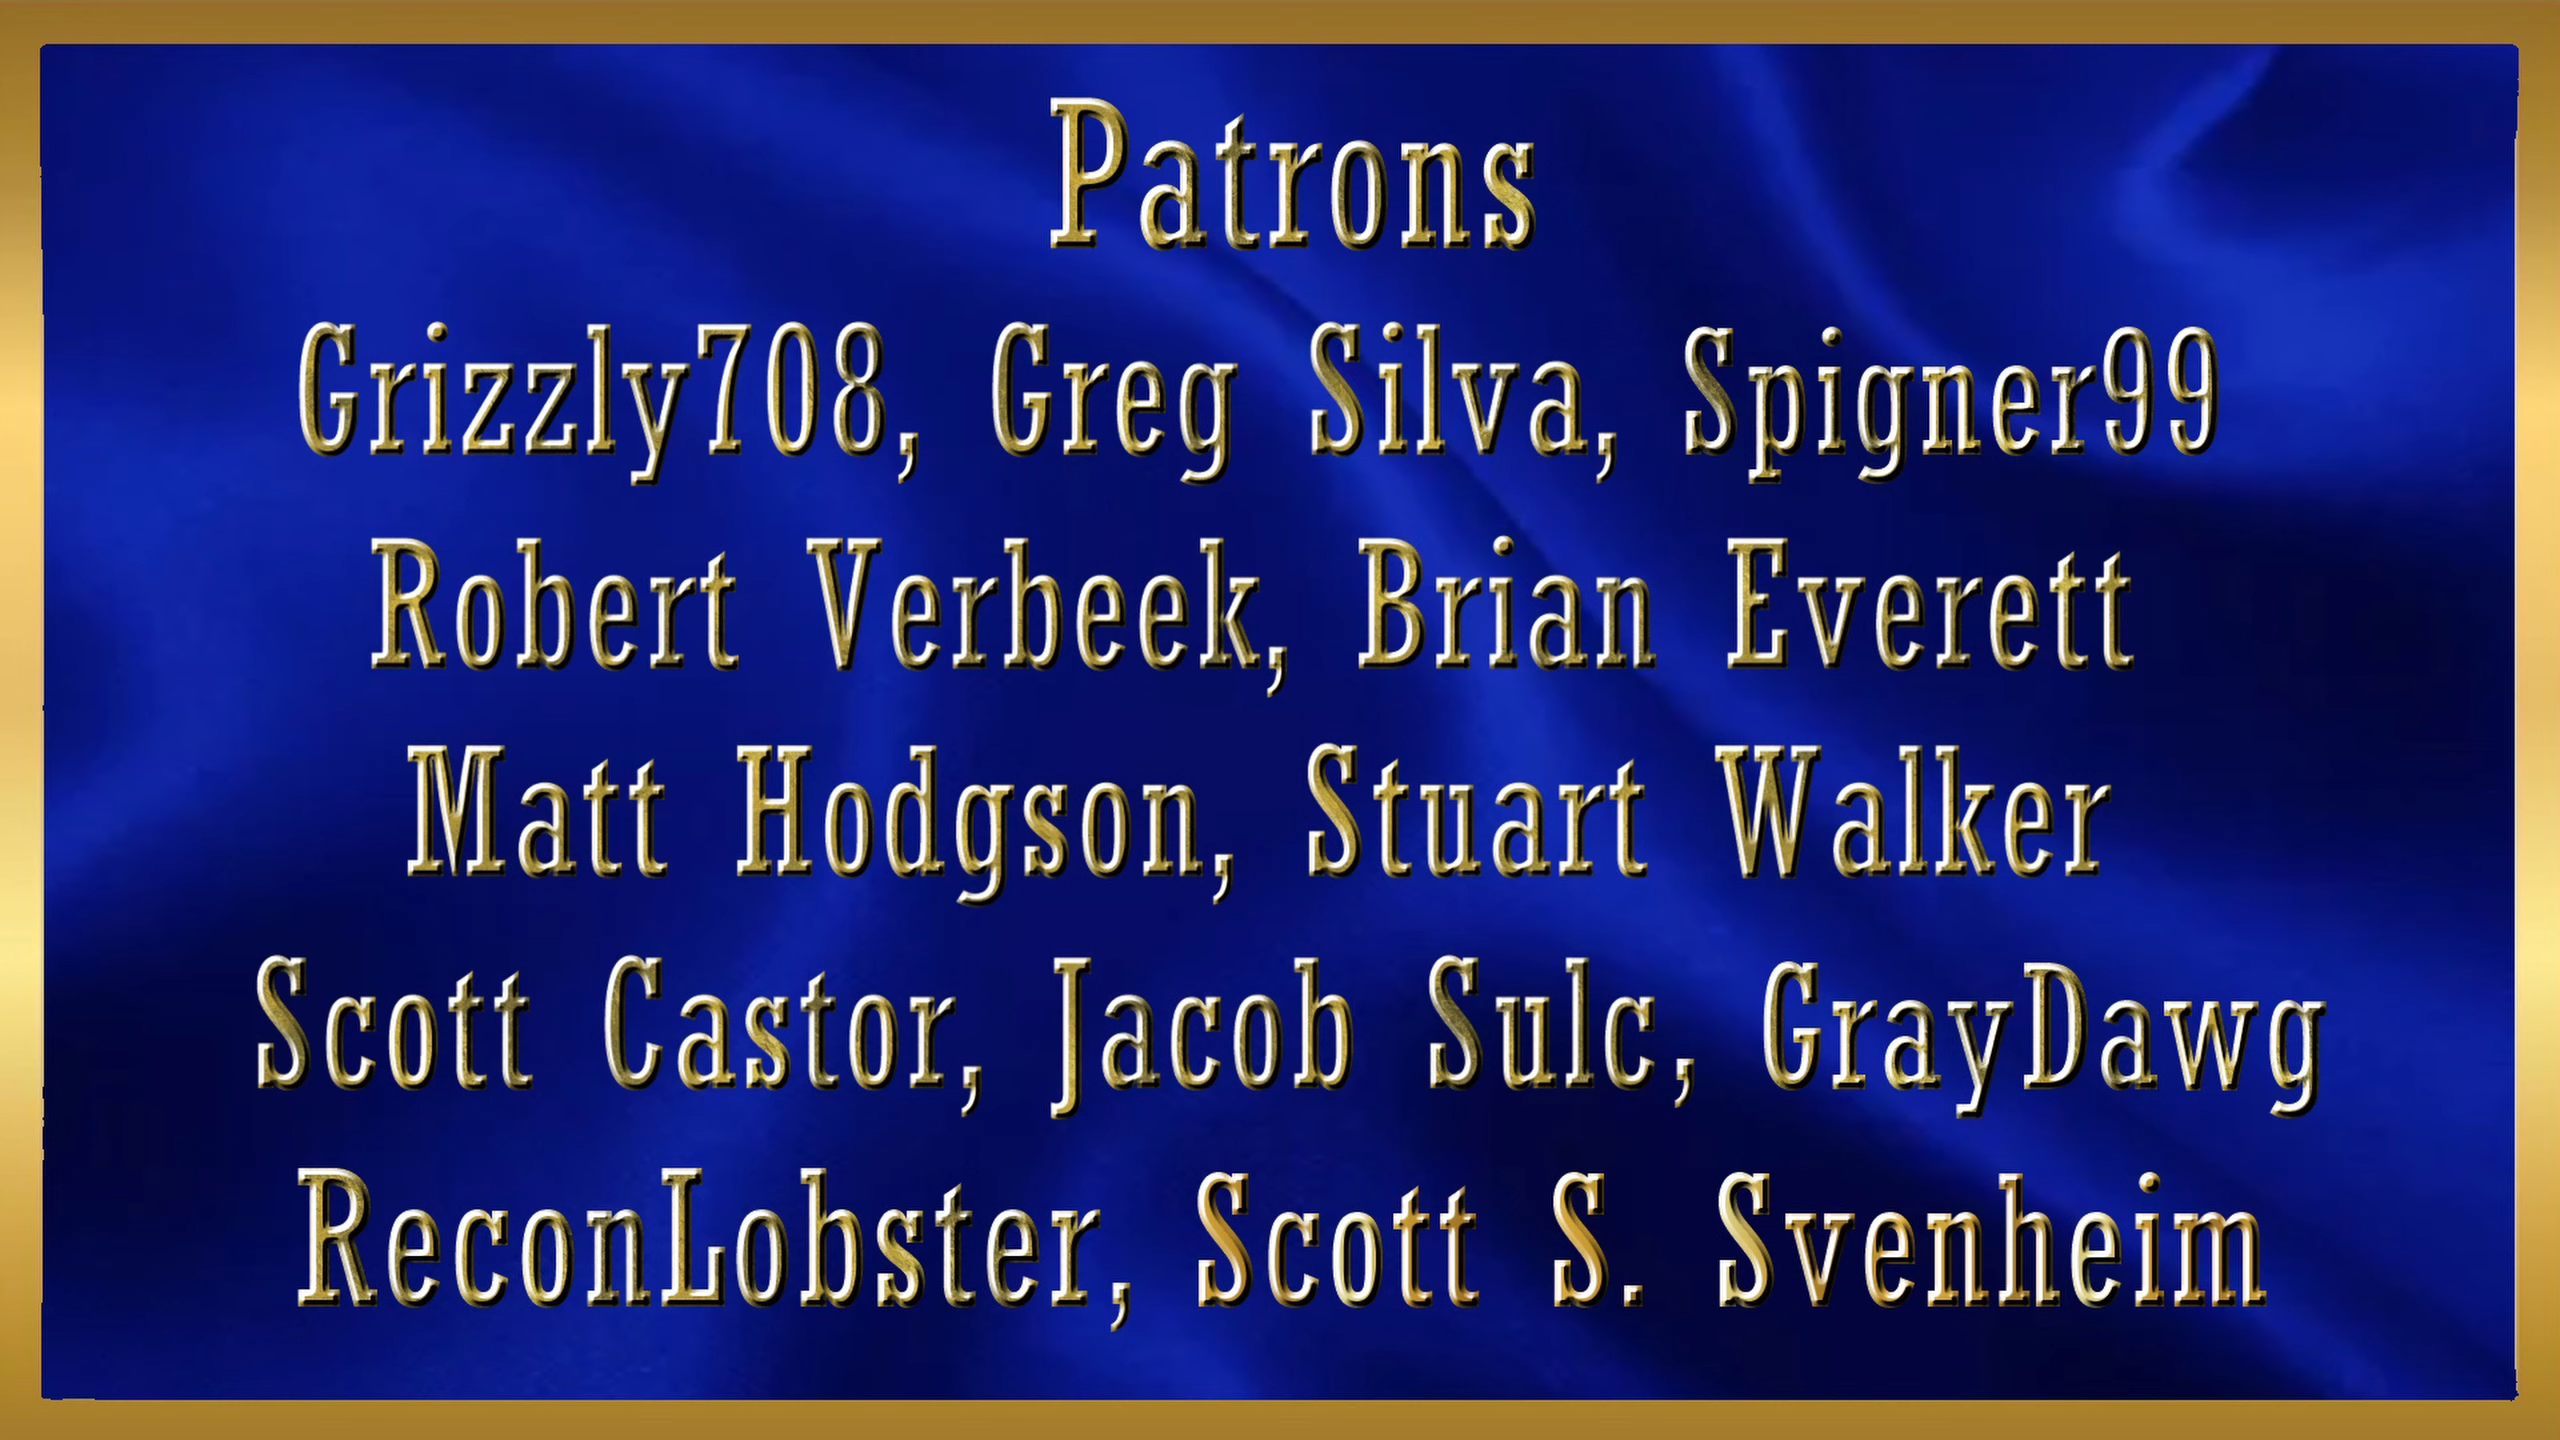 Patrons
Grizzly708, Greg Silva, Spigner99
Robert Verbeek, Brian Everett
Matt Hodgson, Stuart Walker
Scott Castor, Jacob Sulc, GrayDawg
ReconLobster, Scott S. Svenheim